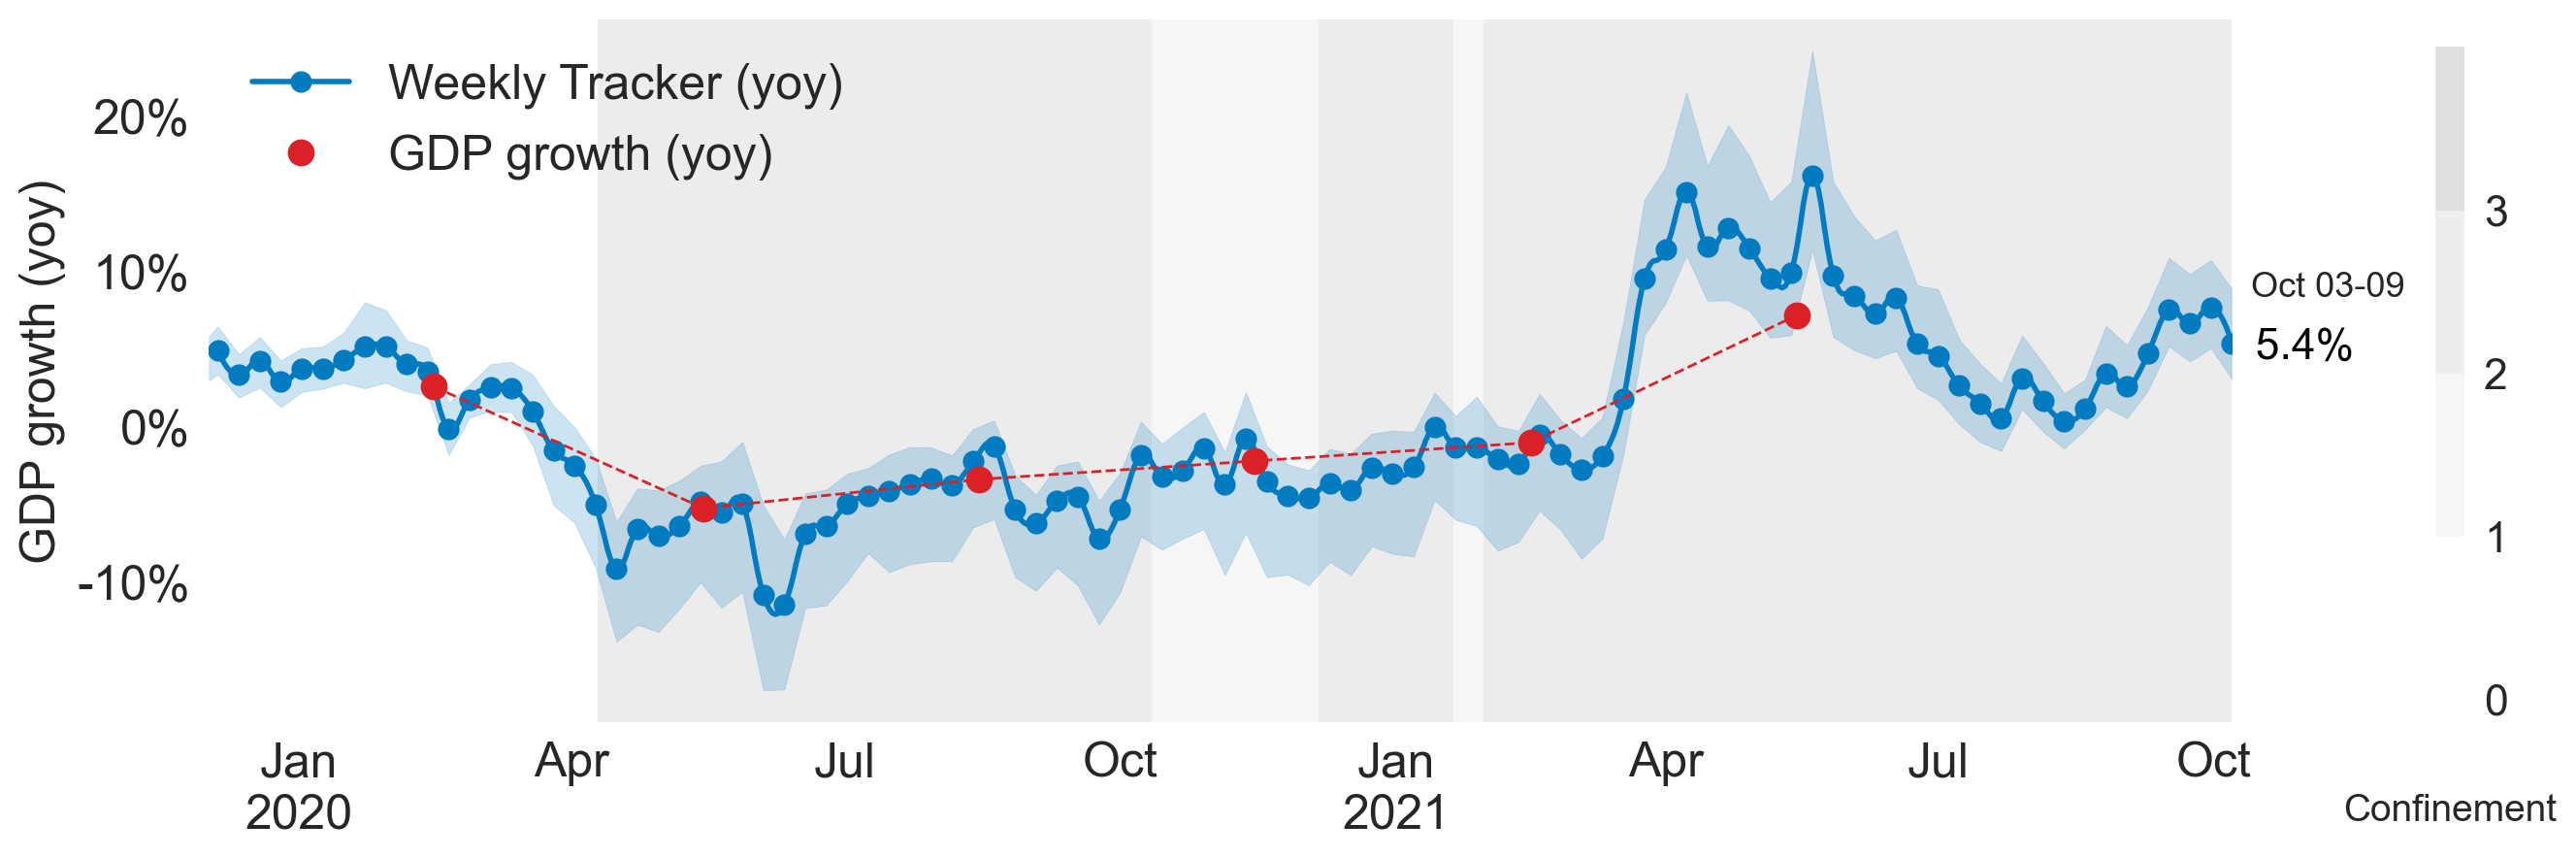 Weekly Tracker (yoy)
GDP growth (yoy)
GDP growth (yoy)
20%
10%
0%
-10%
Jan
2020
Apr
Jul
Oct
Jan
2021
Apr
Jul
Oct
Oct 03-09
5.4%
3
2
1
0
Confinement